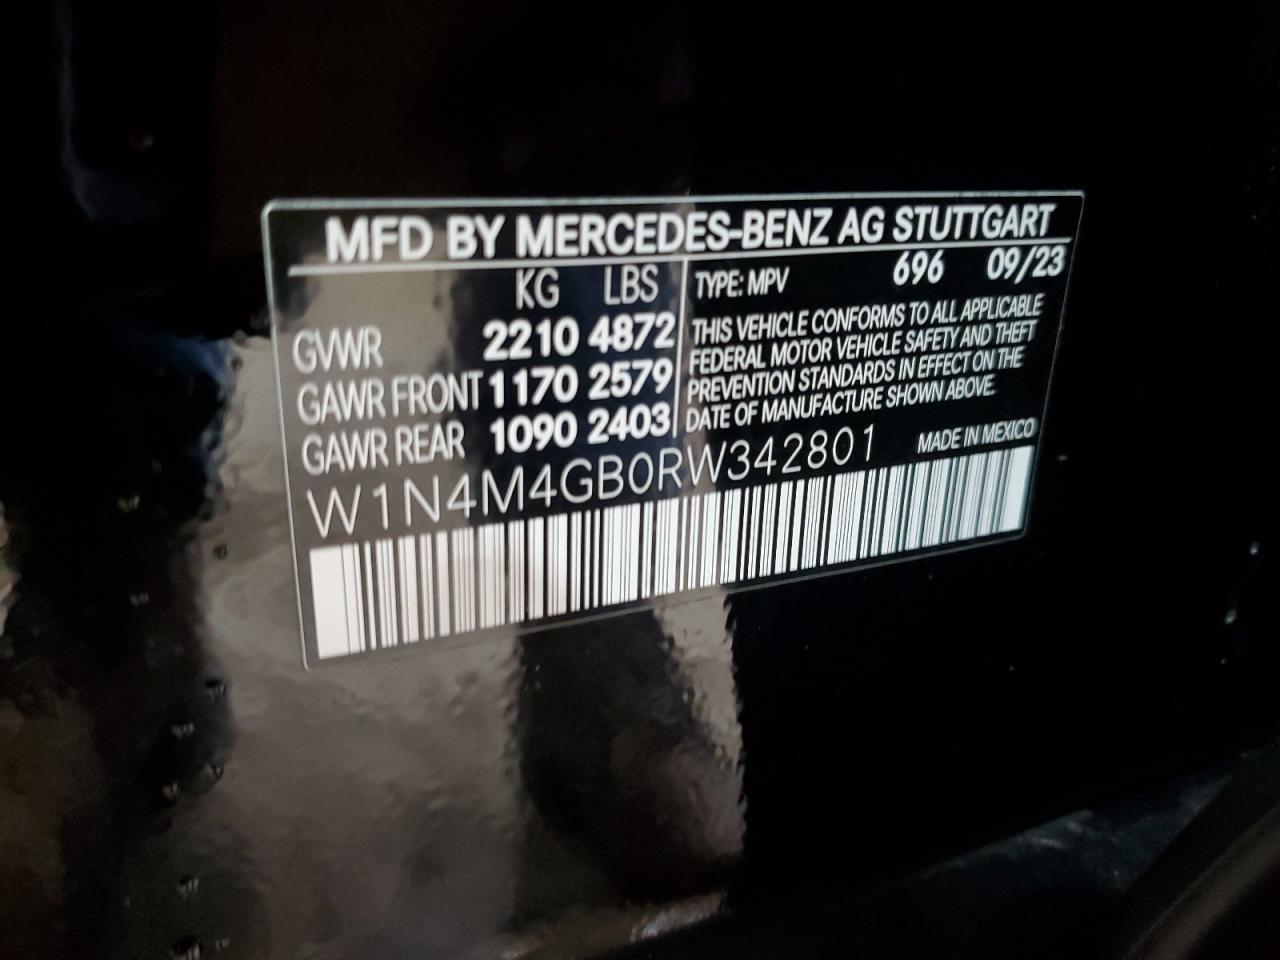 MFD BY MERCEDES-BENZ AG STUTTGART
KG LBS
GVWR 2210 4872
GAWR FRONT 1170 2579
GAWR REAR 1090 2403
TYPE: MPV 696 09/23
THIS VEHICLE CONFORMS TO ALL APPLICABLE
FEDERAL MOTOR VEHICLE SAFETY AND THEFT
PREVENTION STANDARDS IN EFFECT ON THE
DATE OF MANUFACTURE SHOWN ABOVE.
W1N4M4GB0RW342801 MADE IN MEXICO